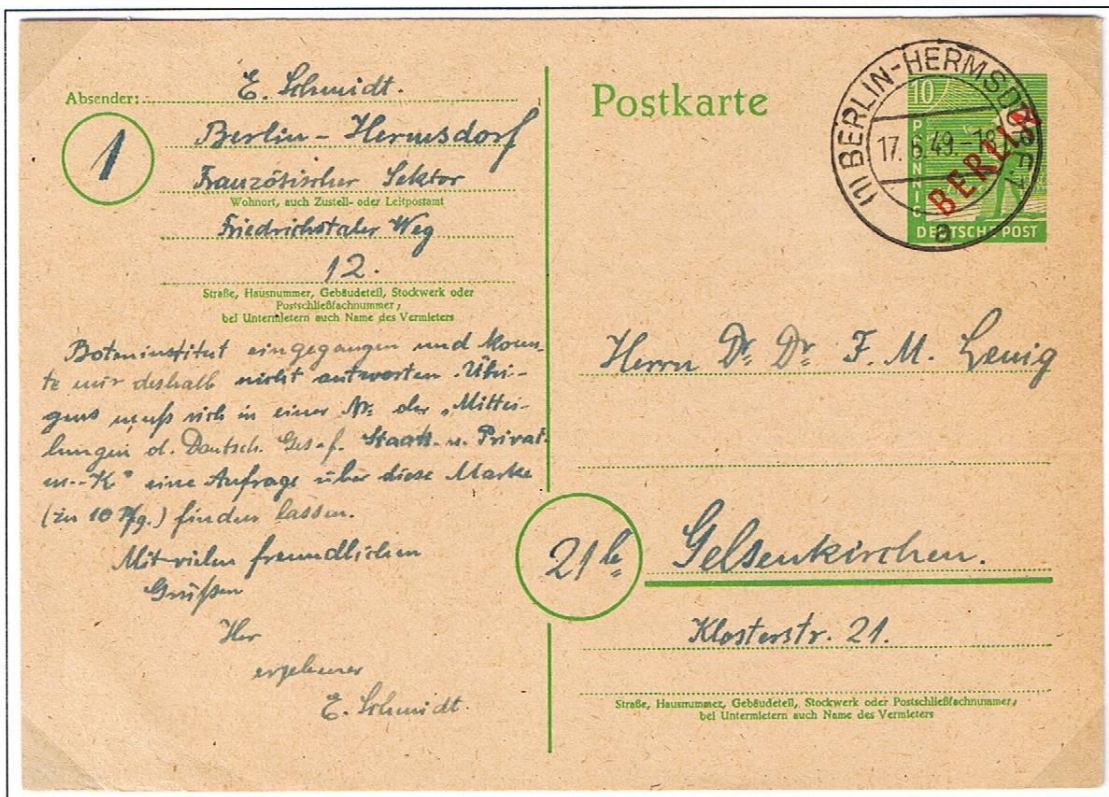 Absender: E. Schmidt.
1
Berlin-Hermsdorf
Französischer Sektor
Wohnort, auch Zustell- oder Leitpostamt
Friedrichstaler Weg
12.
Straße, Hausnummer, Gebäudeteil, Stockwerk oder
Postschließfachnummer,
bei Untermietern auch Name des Vermieters
Boteninstitut eingegangen und konn-
te mir deshalb nicht antworten. Übri-
gens muß sich in einer Nr. der „Mittei-
lungen d. Deutsch. Ges. f. Staats- u. Privat-
K“ eine Anfrage über diese Marke
(zu 10 Pfg.) finden lassen.
Mit vielen freundlichen
Grüßen
Ihr
ergebener
E. Schmidt.
Postkarte
10
PFENNIG
BERLIN
DEUTSCHE POST
(1) BERLIN-HERMSDORF 1
17.6.49.-18
a
Herrn Dr. Dr. F. M.
21b
Gelsenkirchen.
Klosterstr. 21.
Straße, Hausnummer, Gebäudeteil, Stockwerk oder Postschließfachnummer,
bei Untermietern auch Name des Vermieters